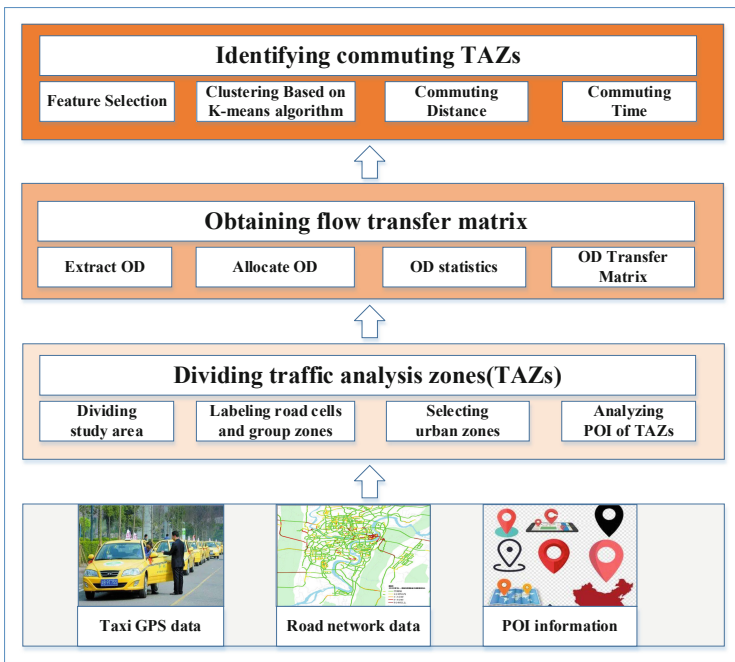 Identifying commuting TAZs
Feature Selection
Clustering Based on
K-means algorithm
Commuting
Distance
Commuting
Time
Obtaining flow transfer matrix
Extract OD
Allocate OD
OD statistics
OD Transfer
Matrix
Dividing traffic analysis zones(TAZs)
Dividing
study area
Labeling road cells
and group zones
Selecting
urban zones
Analyzing
POI of TAZs
Taxi GPS data
Road network data
POI information